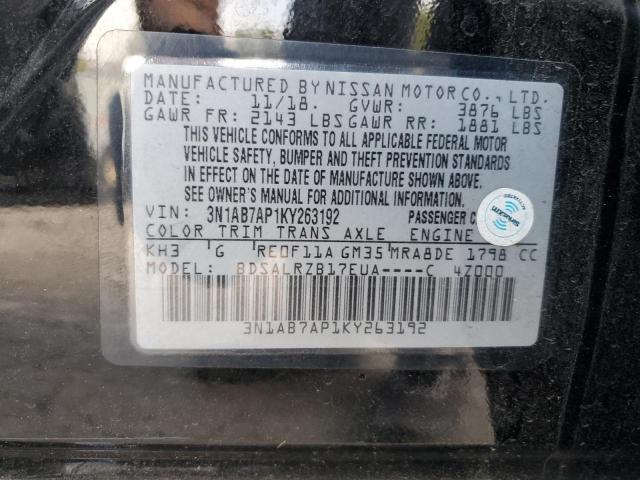 MANUFACTURED BY NISSAN MOTOR CO., LTD.
DATE: 11/18. GVWR: 3876 LBS
GAWR FR: 2143 LBS GAWR RR: 1881 LBS
THIS VEHICLE CONFORMS TO ALL APPLICABLE FEDERAL MOTOR
VEHICLE SAFETY, BUMPER AND THEFT PREVENTION STANDARDS
IN EFFECT ON THE DATE OF MANUFACTURE SHOWN ABOVE.
SEE OWNER'S MANUAL FOR ADDITIONAL INFORMATION.
VIN: 3N1AB7AP1KY263192 PASSENGER
COLOR TRIM TRANS AXLE ENGINE
KH3 G RE0F11A GM35 MRA8DE 1798 CC
MODEL: BDSALRZB17EUA----C 4Z000
3N1AB7AP1KY263192